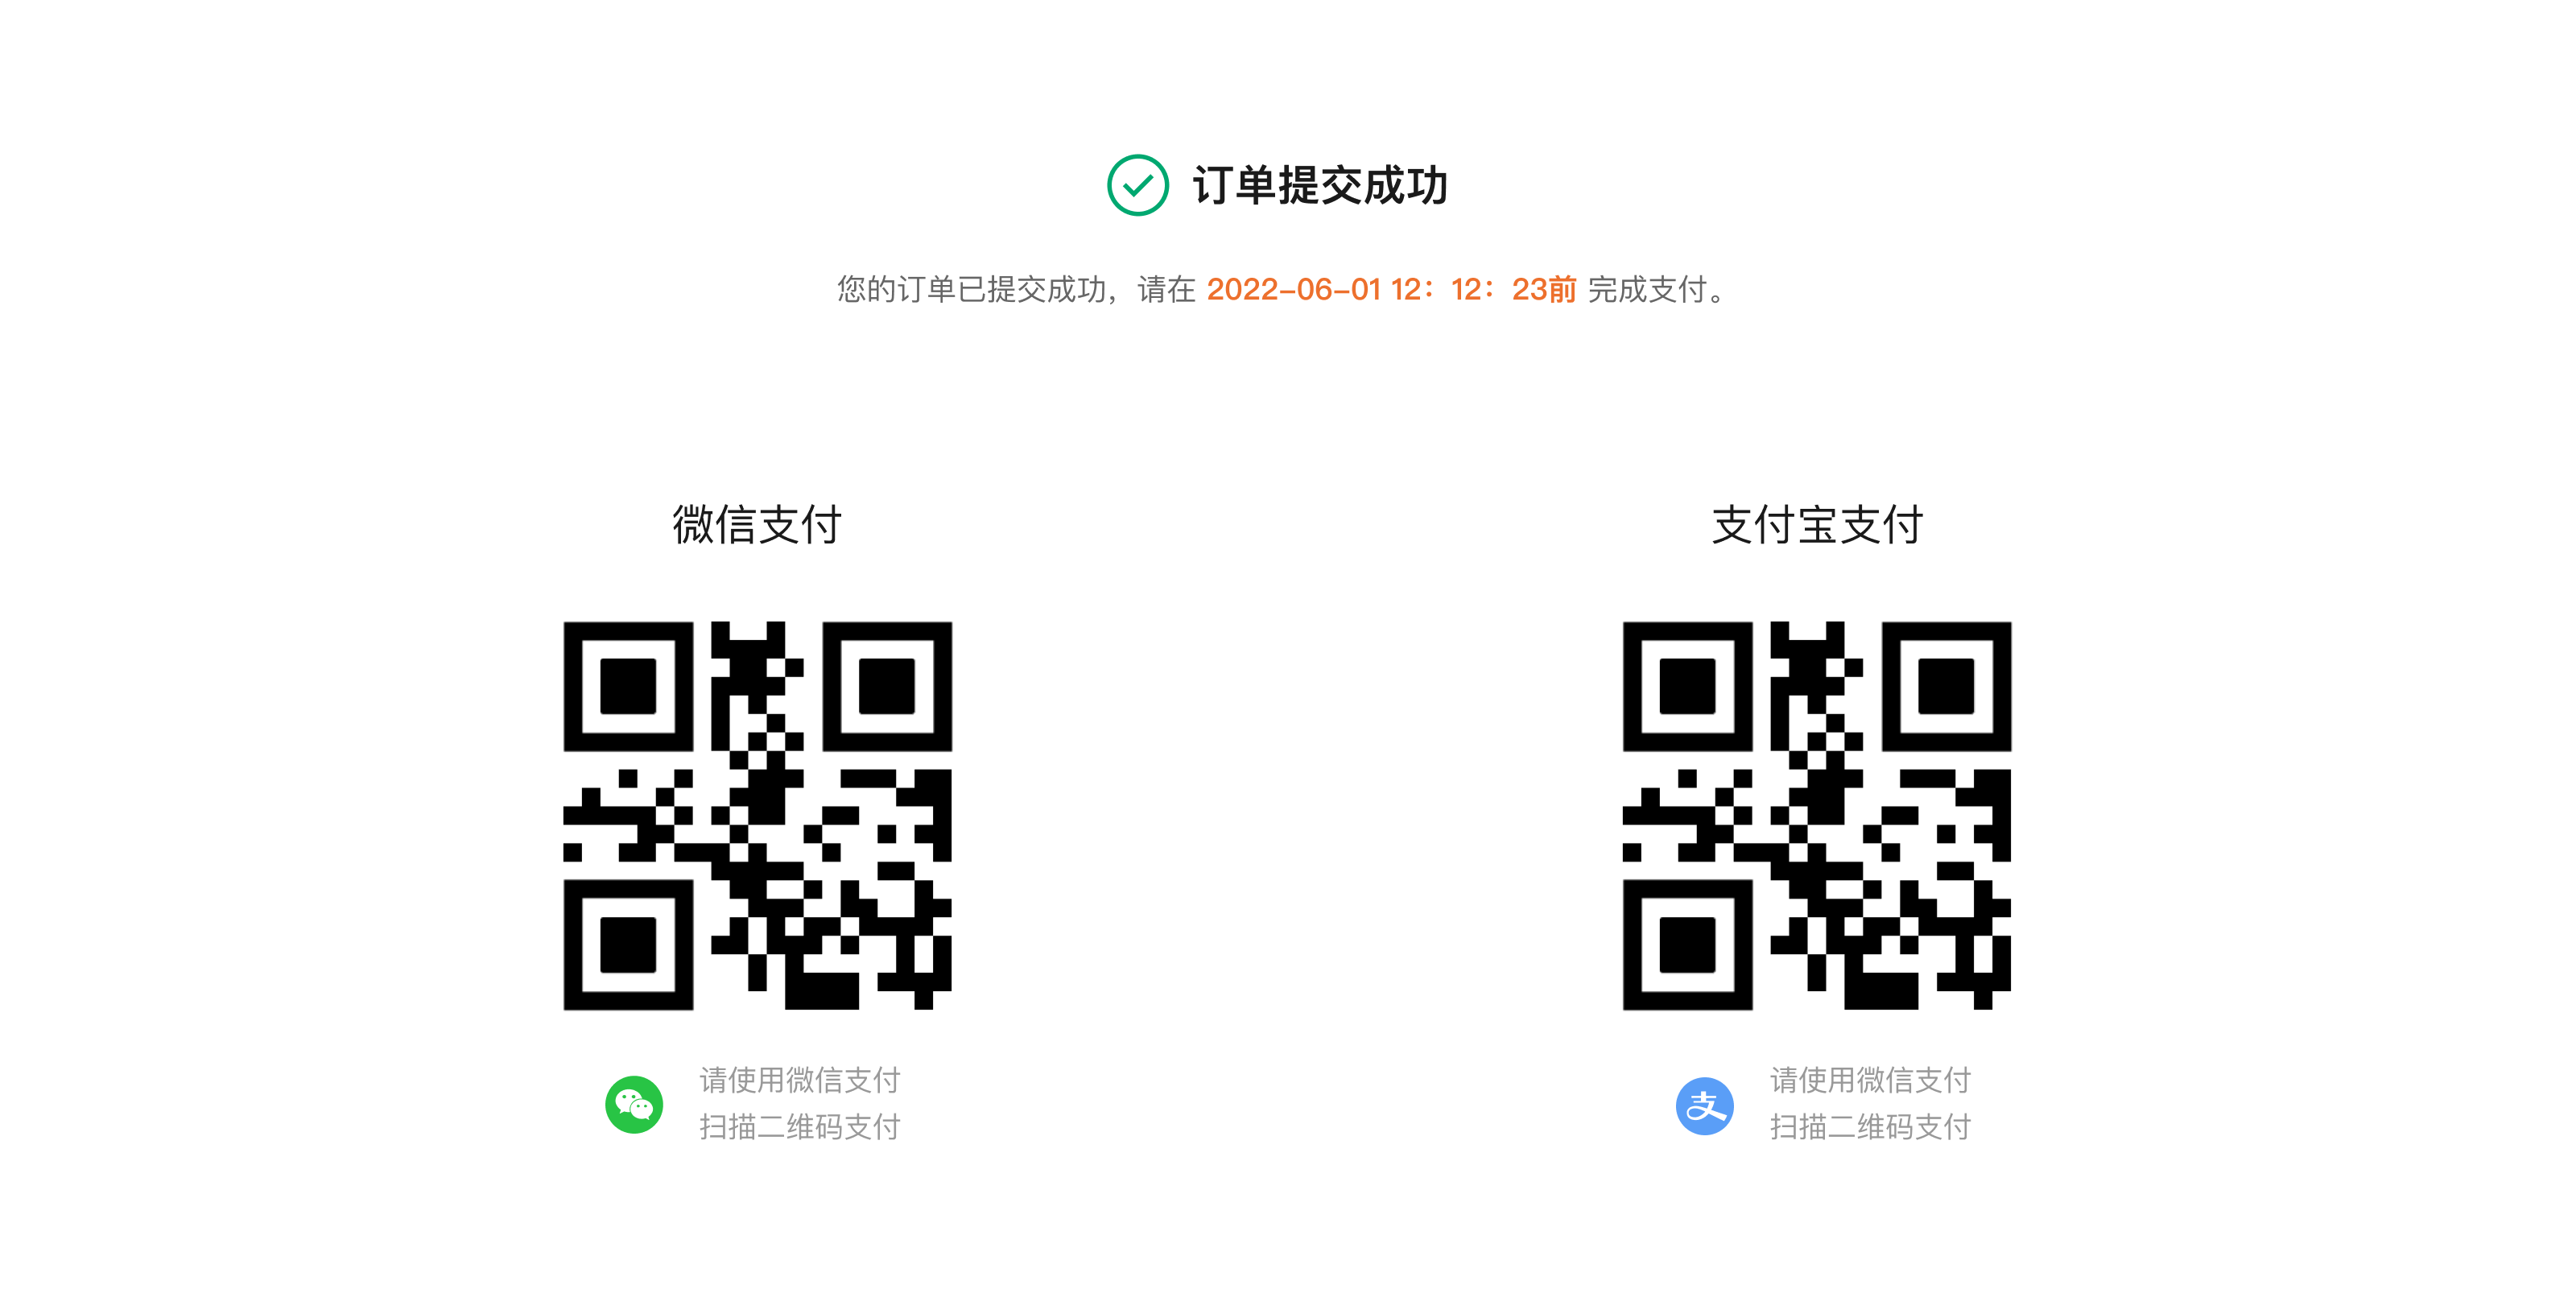 订单提交成功
您的订单已提交成功，请在 2022-06-01 12：12：23前 完成支付。
微信支付
支付宝支付
请使用微信支付
扫描二维码支付
请使用微信支付
扫描二维码支付